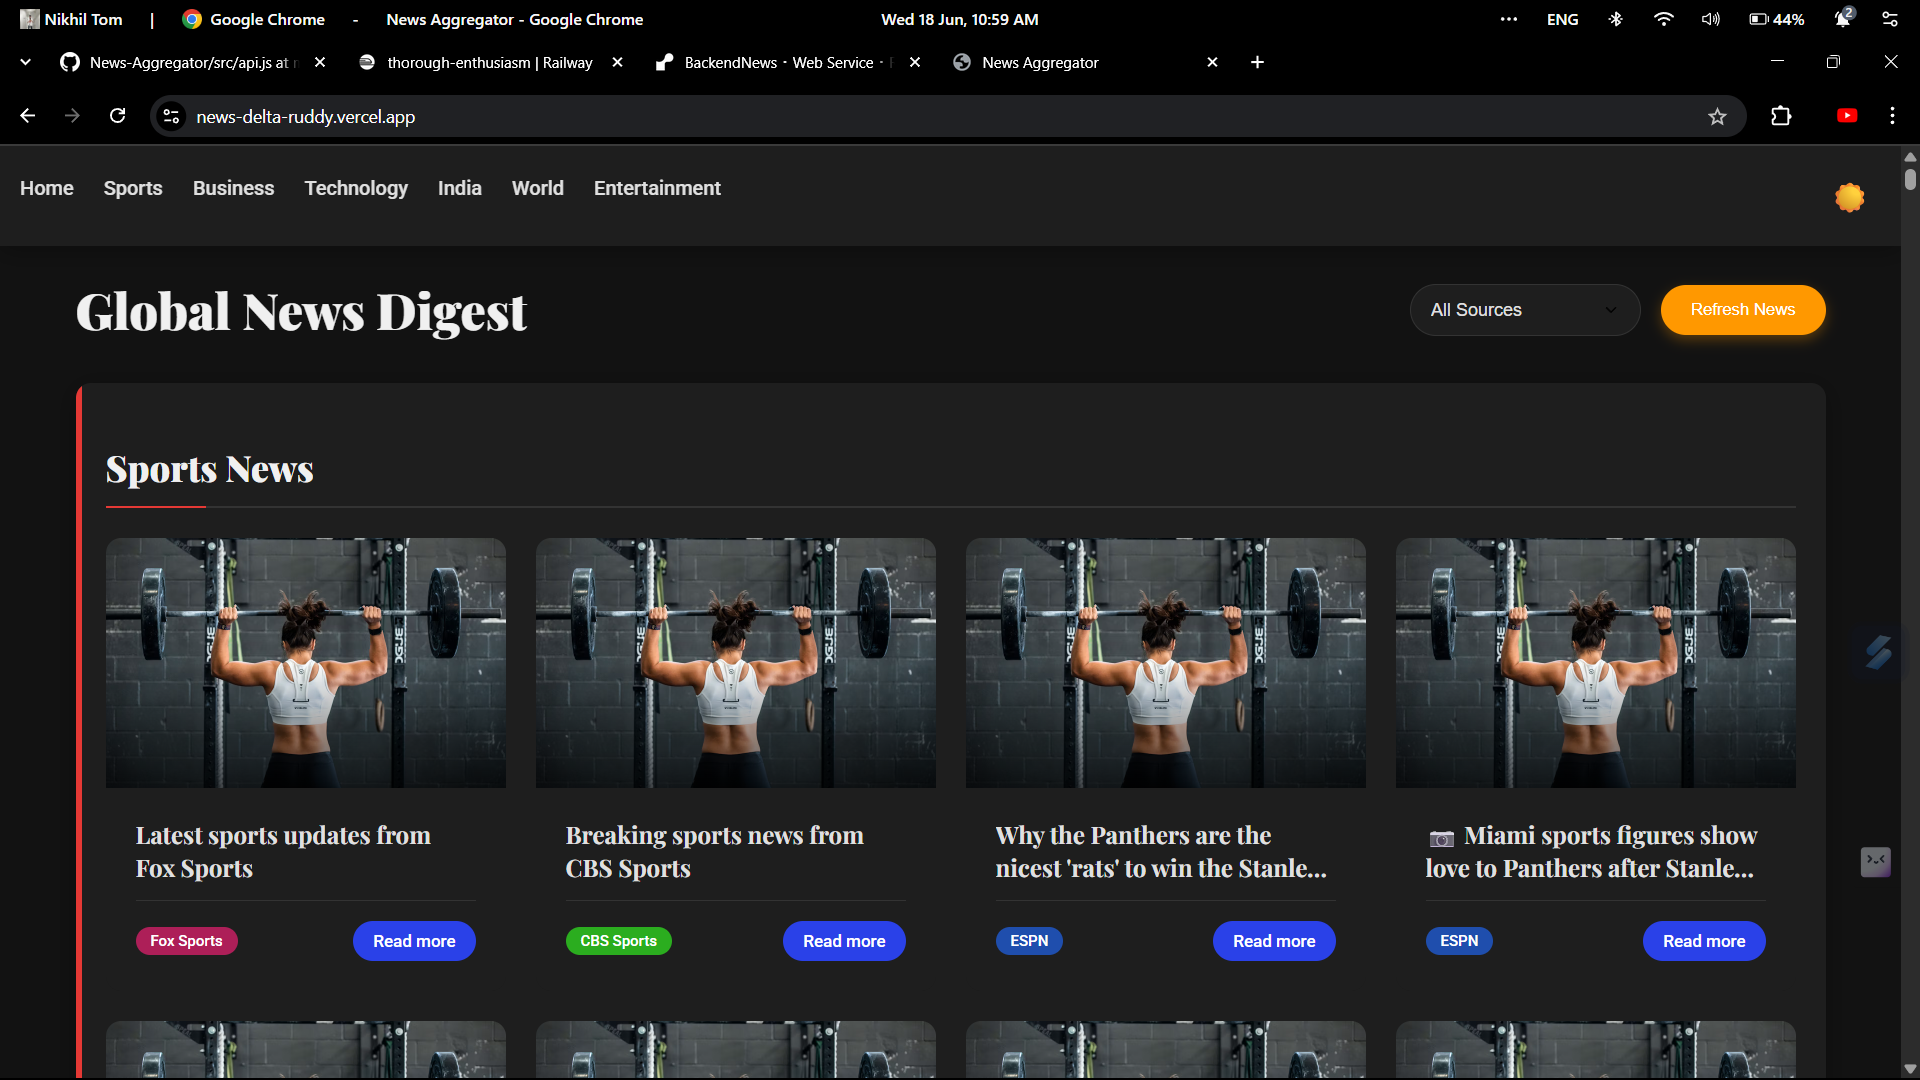 Nikhil Tom | Google Chrome - News Aggregator - Google Chrome Wed 18 Jun, 10:59 AM ••• ENG 44% 2
News-Aggregator/src/api.js at thorough-enthusiasm | Railway BackendNews · Web Service · News Aggregator
news-delta-ruddy.vercel.app
Home Sports Business Technology India World Entertainment
Global News Digest
All Sources
Refresh News
Sports News
Latest sports updates from
Fox Sports
Fox Sports
Read more
Breaking sports news from
CBS Sports
CBS Sports
Read more
Why the Panthers are the
nicest 'rats' to win the Stanle...
ESPN
Read more
📷 Miami sports figures show
love to Panthers after Stanle...
ESPN
Read more